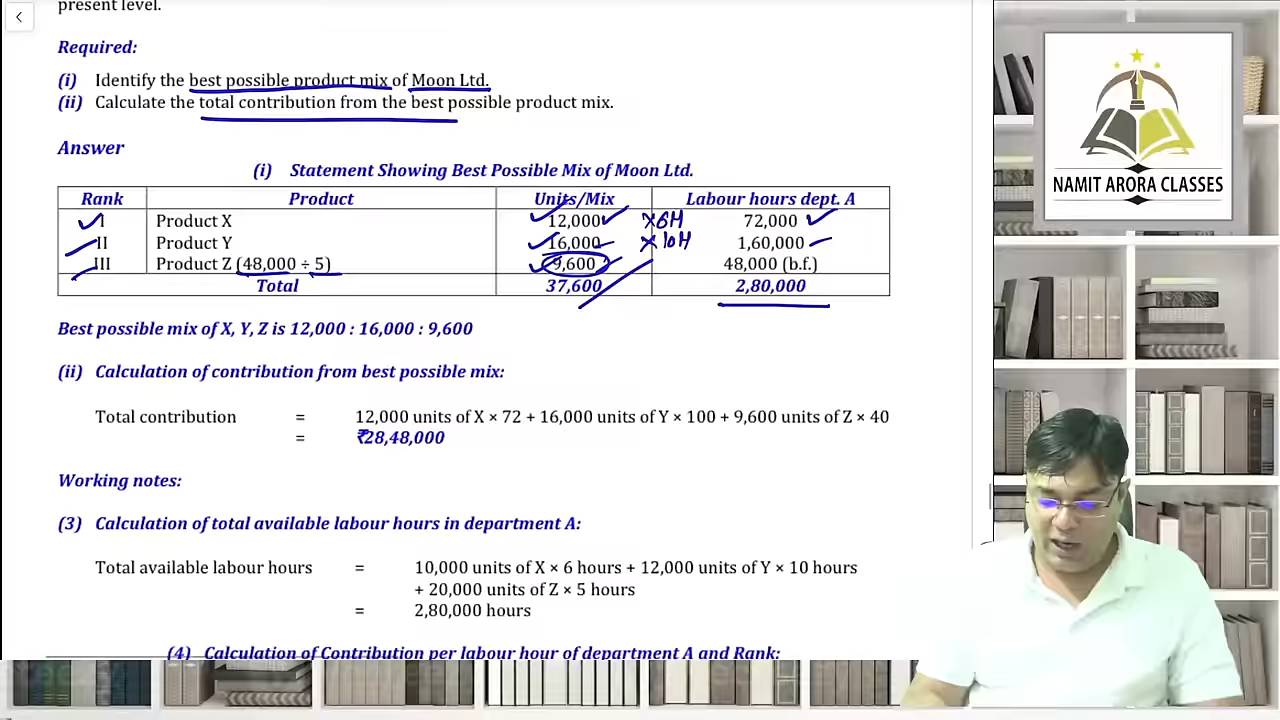 present level.
Required:
(i) Identify the best possible product mix of Moon Ltd.
(ii) Calculate the total contribution from the best possible product mix.
Answer
(i) Statement Showing Best Possible Mix of Moon Ltd.
Rank Product Units/Mix Labour hours dept. A
I Product X 12,000 ×6H 72,000
II Product Y 16,000 ×10H 1,60,000
III Product Z (48,000 ÷ 5) 9,600 48,000 (b.f.)
Total 37,600 2,80,000
Best possible mix of X, Y, Z is 12,000 : 16,000 : 9,600
(ii) Calculation of contribution from best possible mix:
Total contribution = 12,000 units of X × 72 + 16,000 units of Y × 100 + 9,600 units of Z × 40
= ₹28,48,000
Working notes:
(3) Calculation of total available labour hours in department A:
Total available labour hours = 10,000 units of X × 6 hours + 12,000 units of Y × 10 hours
+ 20,000 units of Z × 5 hours
= 2,80,000 hours
(4) Calculation of Contribution per labour hour of department A and Rank:
NAMIT ARORA CLASSES